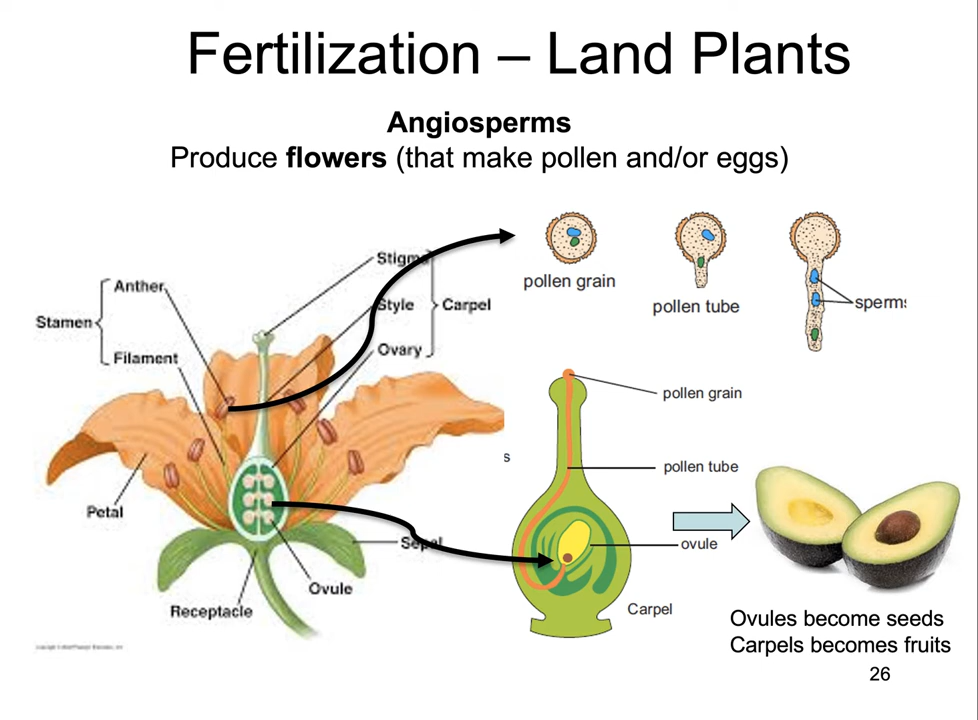 Fertilization – Land Plants
Angiosperms
Produce flowers (that make pollen and/or eggs)
Stigma
Anther
Style
Carpel
Stamen
Ovary
Filament
Petal
Sepal
Ovule
Receptacle
pollen grain
pollen tube
sperms
pollen grain
s
pollen tube
ovule
Carpel
Ovules become seeds
Carpels becomes fruits
26